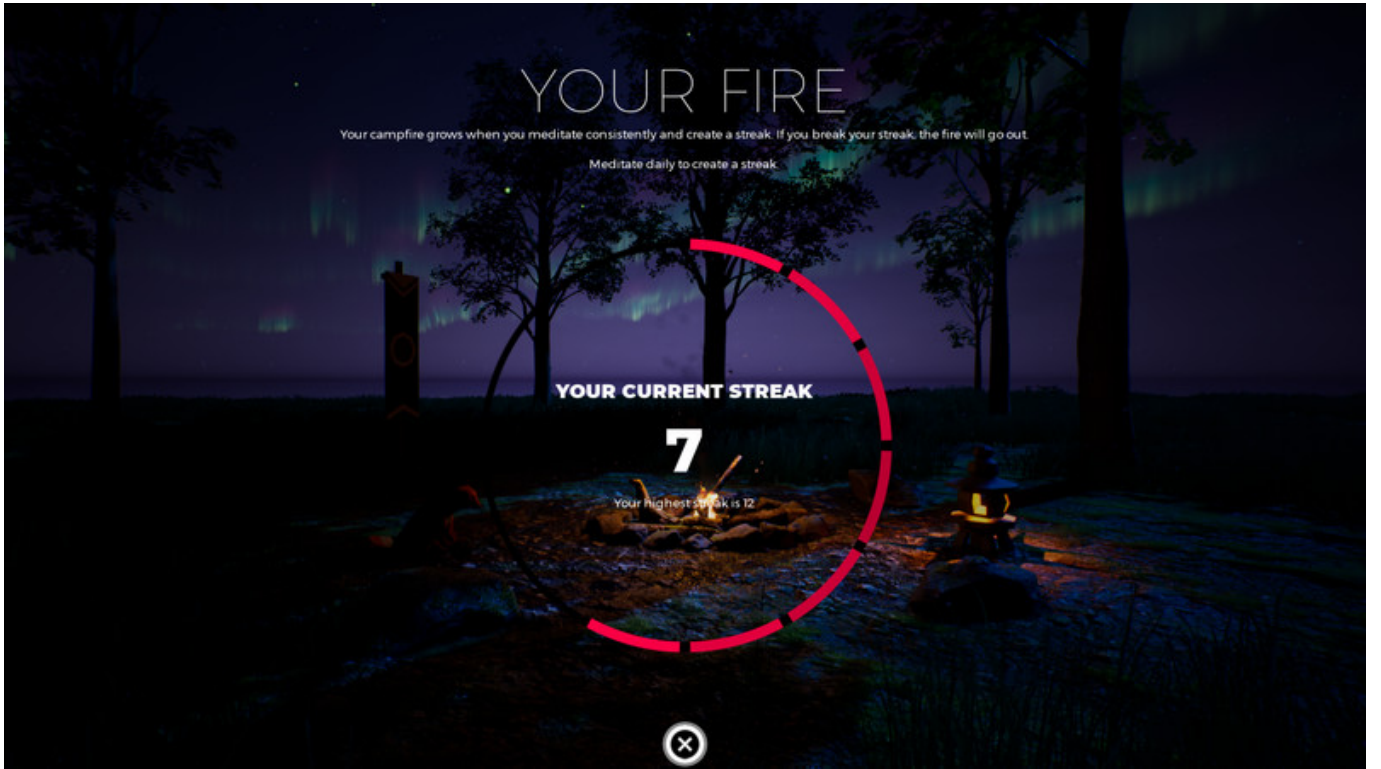 YOUR FIRE
Your campfire grows when you meditate consistently and create a streak. If you break your streak, the fire will go out.
Meditate daily to create a streak.
YOUR CURRENT STREAK
7
Your highest streak is 12